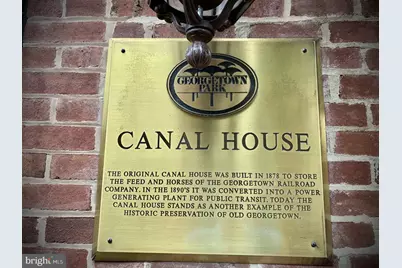 GEORGETOWN
PARK
CANAL HOUSE
THE ORIGINAL CANAL HOUSE WAS BUILT IN 1878 TO STORE
THE FEED AND HORSES OF THE GEORGETOWN RAILROAD
COMPANY. IN THE 1890'S IT WAS CONVERTED INTO A POWER
GENERATING PLANT FOR PUBLIC TRANSIT. TODAY THE
CANAL HOUSE STANDS AS ANOTHER EXAMPLE OF THE
HISTORIC PRESERVATION OF OLD GEORGETOWN.
bright
MLS